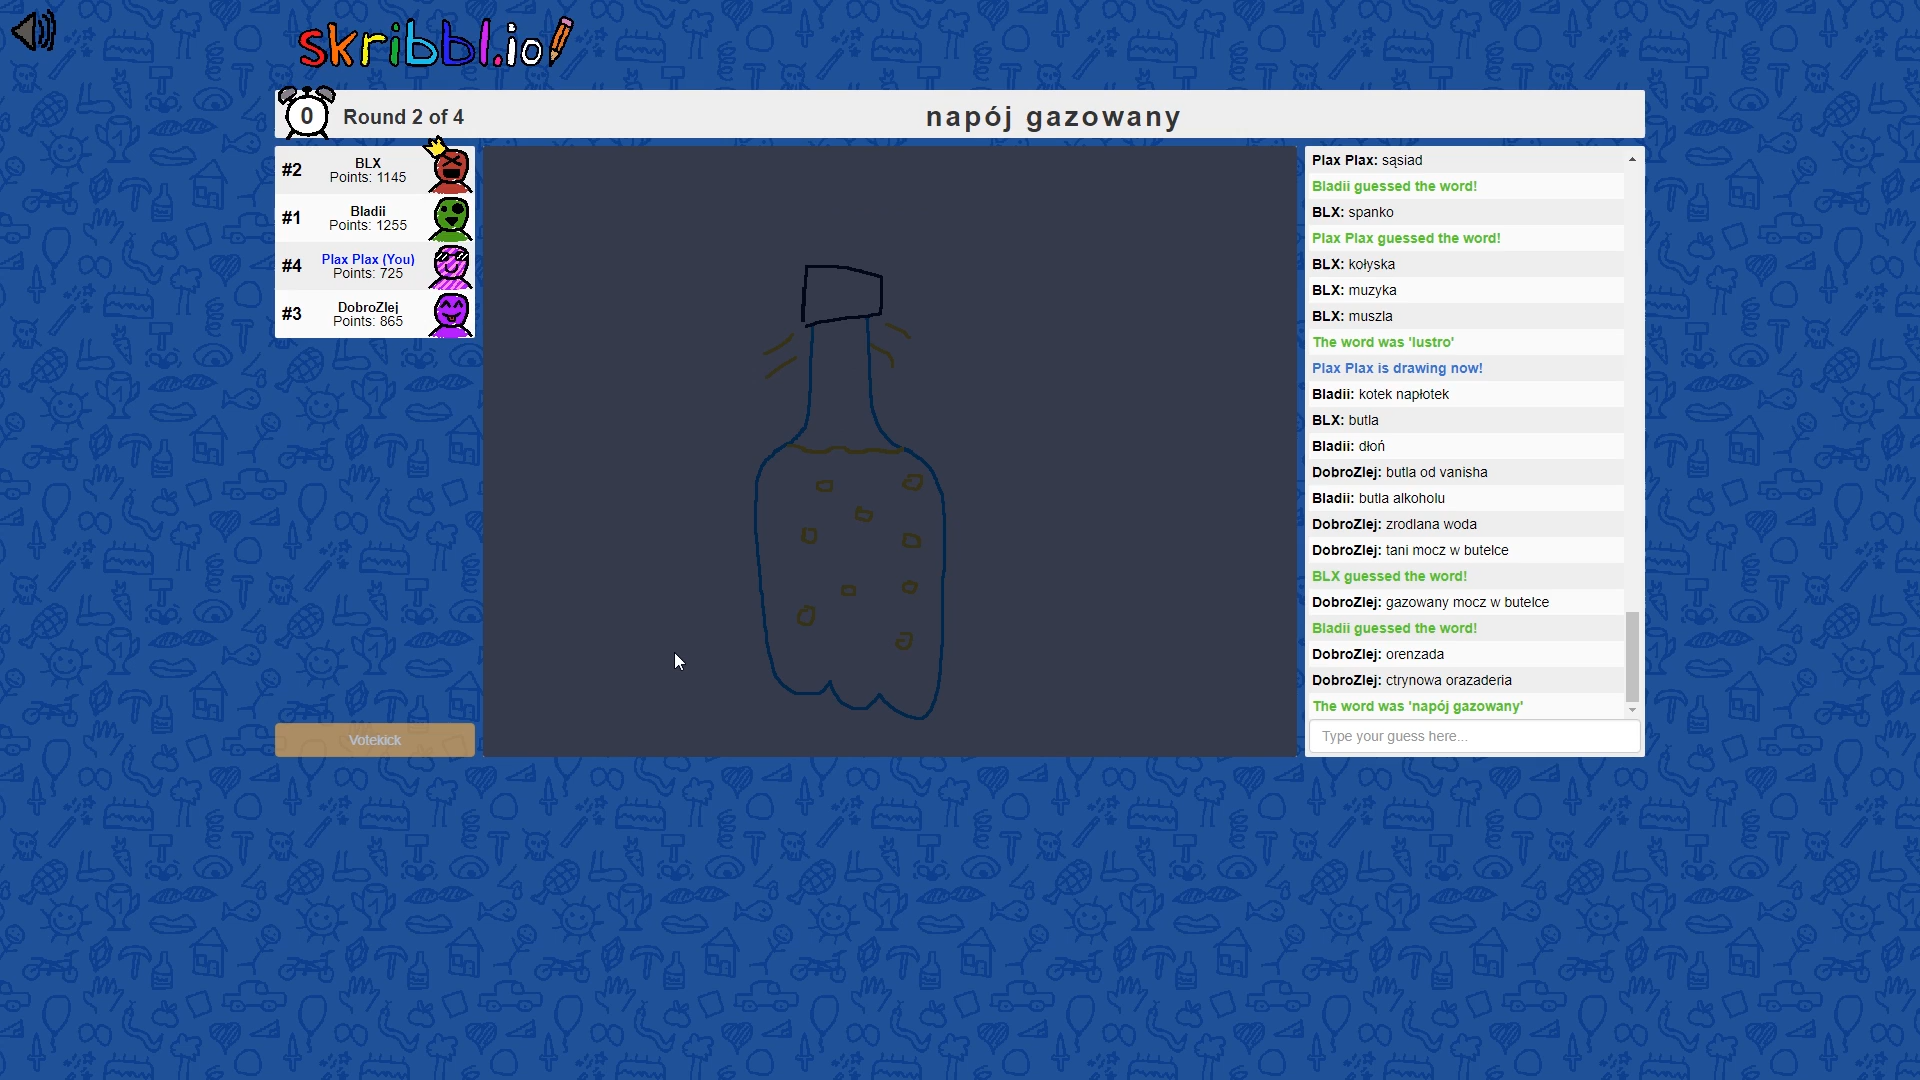 skribbl.io
0
Round 2 of 4
napój gazowany
#2
BLX
Points: 1145
#1
Bladii
Points: 1255
#4
Plax Plax (You)
Points: 725
#3
DobroZlej
Points: 865
Votekick
Plax Plax: sąsiad
Bladii guessed the word!
BLX: spanko
Plax Plax guessed the word!
BLX: kołyska
BLX: muzyka
BLX: muszla
The word was 'lustro'
Plax Plax is drawing now!
Bladii: kotek napłotek
BLX: butla
Bladii: dłoń
DobroZlej: butla od vanisha
Bladii: butla alkoholu
DobroZlej: zrodlana woda
DobroZlej: tani mocz w butelce
BLX guessed the word!
DobroZlej: gazowany mocz w butelce
Bladii guessed the word!
DobroZlej: orenzada
DobroZlej: ctrynowa orazaderia
The word was 'napój gazowany'
Type your guess here...